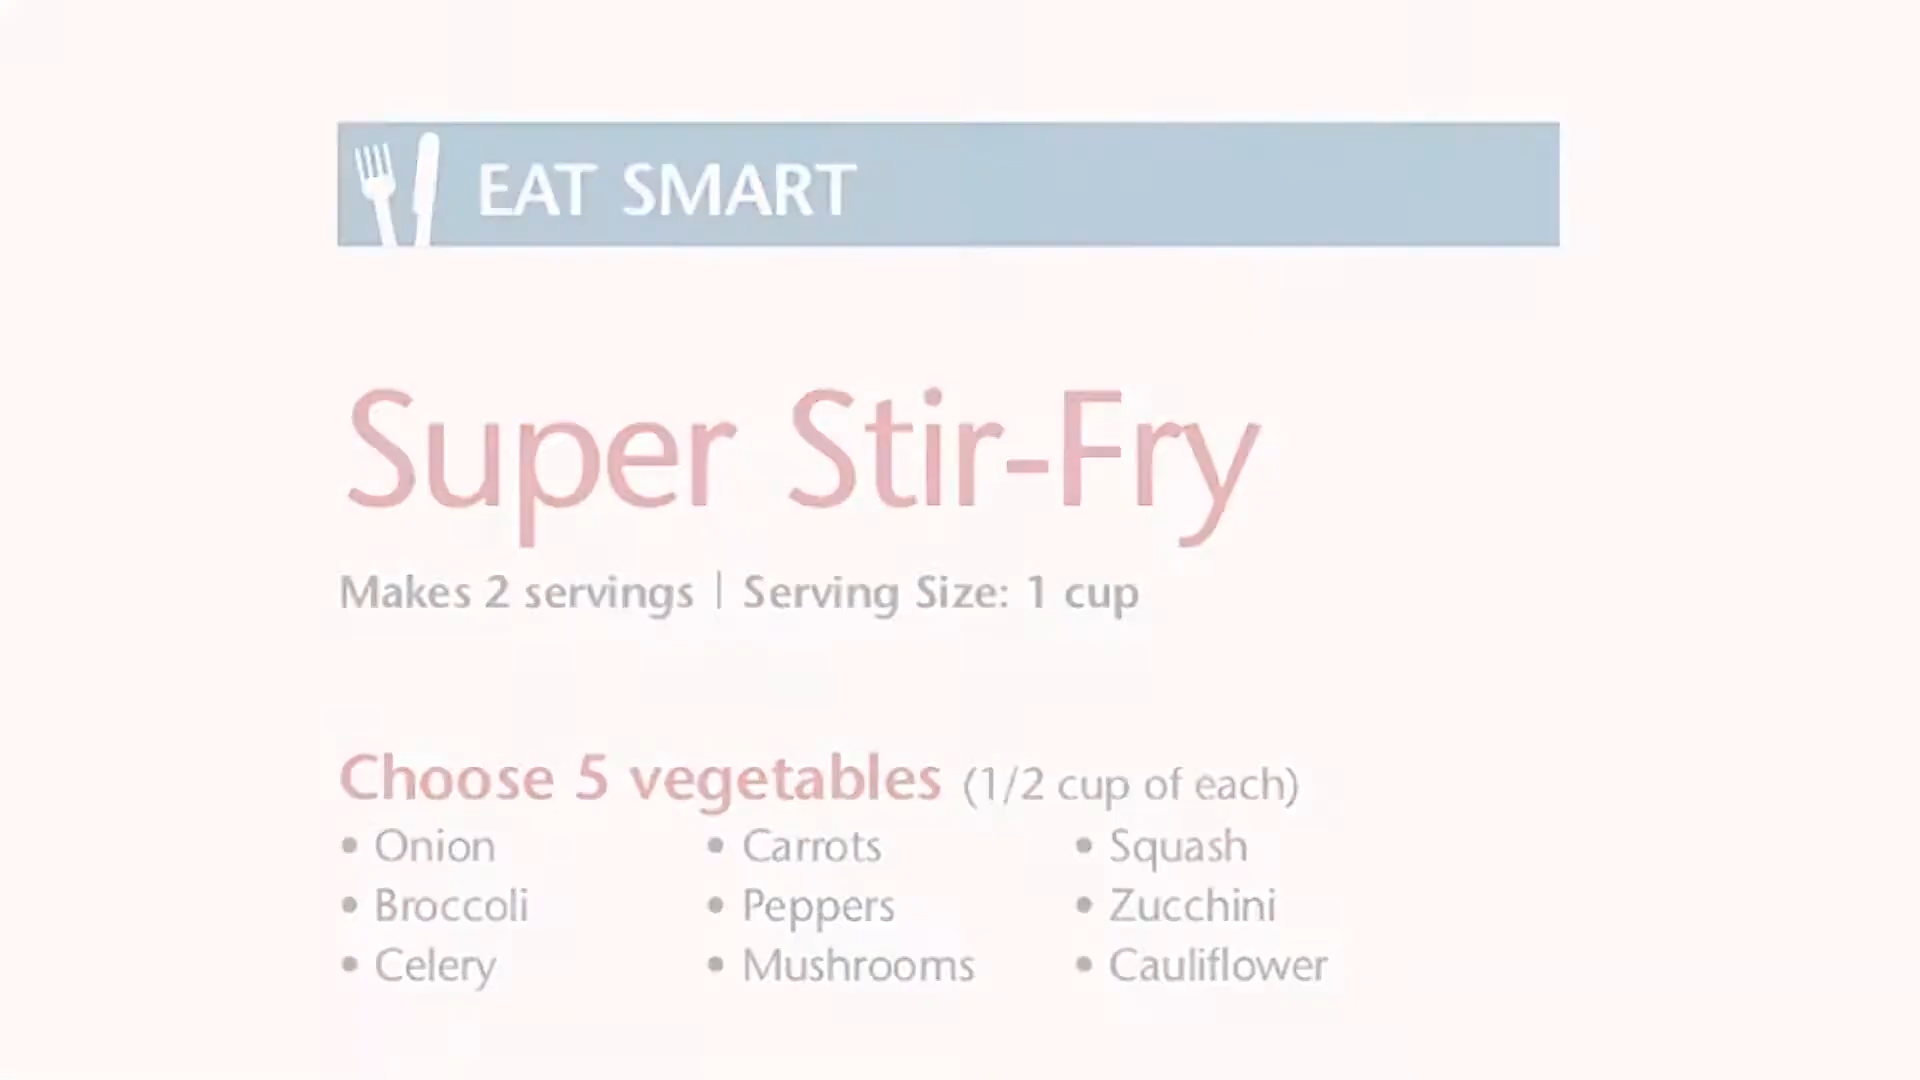 EAT SMART
Super Stir-Fry
Makes 2 servings | Serving Size: 1 cup
Choose 5 vegetables (1/2 cup of each)
• Onion • Carrots • Squash
• Broccoli • Peppers • Zucchini
• Celery • Mushrooms • Cauliflower